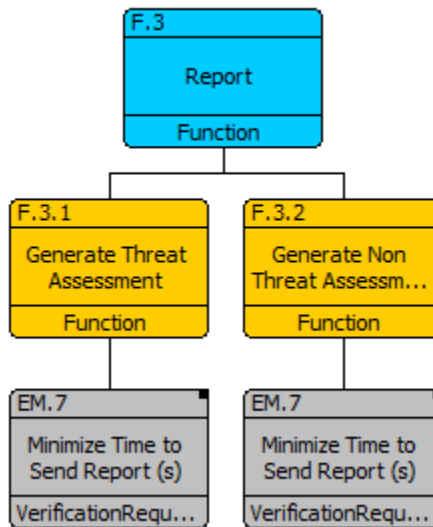 F.3
Report
Function
F.3.1
Generate Threat
Assessment
Function
F.3.2
Generate Non
Threat Assessm...
Function
EM.7
Minimize Time to
Send Report (s)
VerificationRequ...
EM.7
Minimize Time to
Send Report (s)
VerificationRequ...